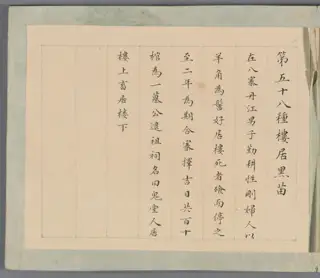 第五十八種樓居黑苗
在八寨丹江男子勤耕性剛婦人以
羊角為髻好居樓死者殮而停之
至二年為期合寨擇吉日共百十
棺為一墓公建祖祠名曰鬼堂人居
樓上畜居樓下